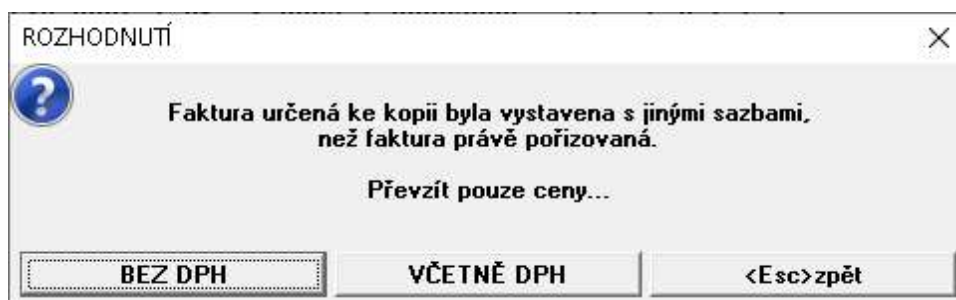 ROZHODNUTÍ
Faktura určená ke kopii byla vystavena s jinými sazbami,
než faktura právě pořizovaná.
Převzít pouze ceny...
BEZ DPH
VČETNĚ DPH
<Esc>zpět